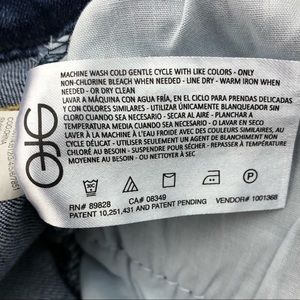 MACHINE WASH COLD GENTLE CYCLE WITH LIKE COLORS - ONLY
NON-CHLORINE BLEACH WHEN NEEDED - LINE DRY - WARM IRON WHEN
NEEDED - OR DRY CLEAN
LAVAR A MÁQUINA CON AGUA FRÍA, EN EL CICLO PARA PRENDAS DELICADAS
Y CON COLORES SIMILARES - UTILIZAR ÚNICAMENTE BLANQUEADOR SIN
CLORO CUANDO SEA NECESARIO - SECAR AL AIRE - PLANCHAR A
TEMPERATURA MEDIA CUANDO SEA NECESARIO - O LAVAR EN SECO
LAVER À LA MACHINE À L'EAU FROIDE AVEC DES COULEURS SIMILAIRES, AU
CYCLE DÉLICAT - UTILISER SEULEMENT UN AGENT DE BLANCHIMENT
SANS CHLORE AU BESOIN - SUSPENDRE POUR SÉCHER - REPASSER À TEMPÉRATURE
MOYENNE AU BESOIN - OU NETTOYER À SEC
RN# 89828 CA# 08349 VENDOR# 1001368
PATENT 10,251,431 AND PATENT PENDING